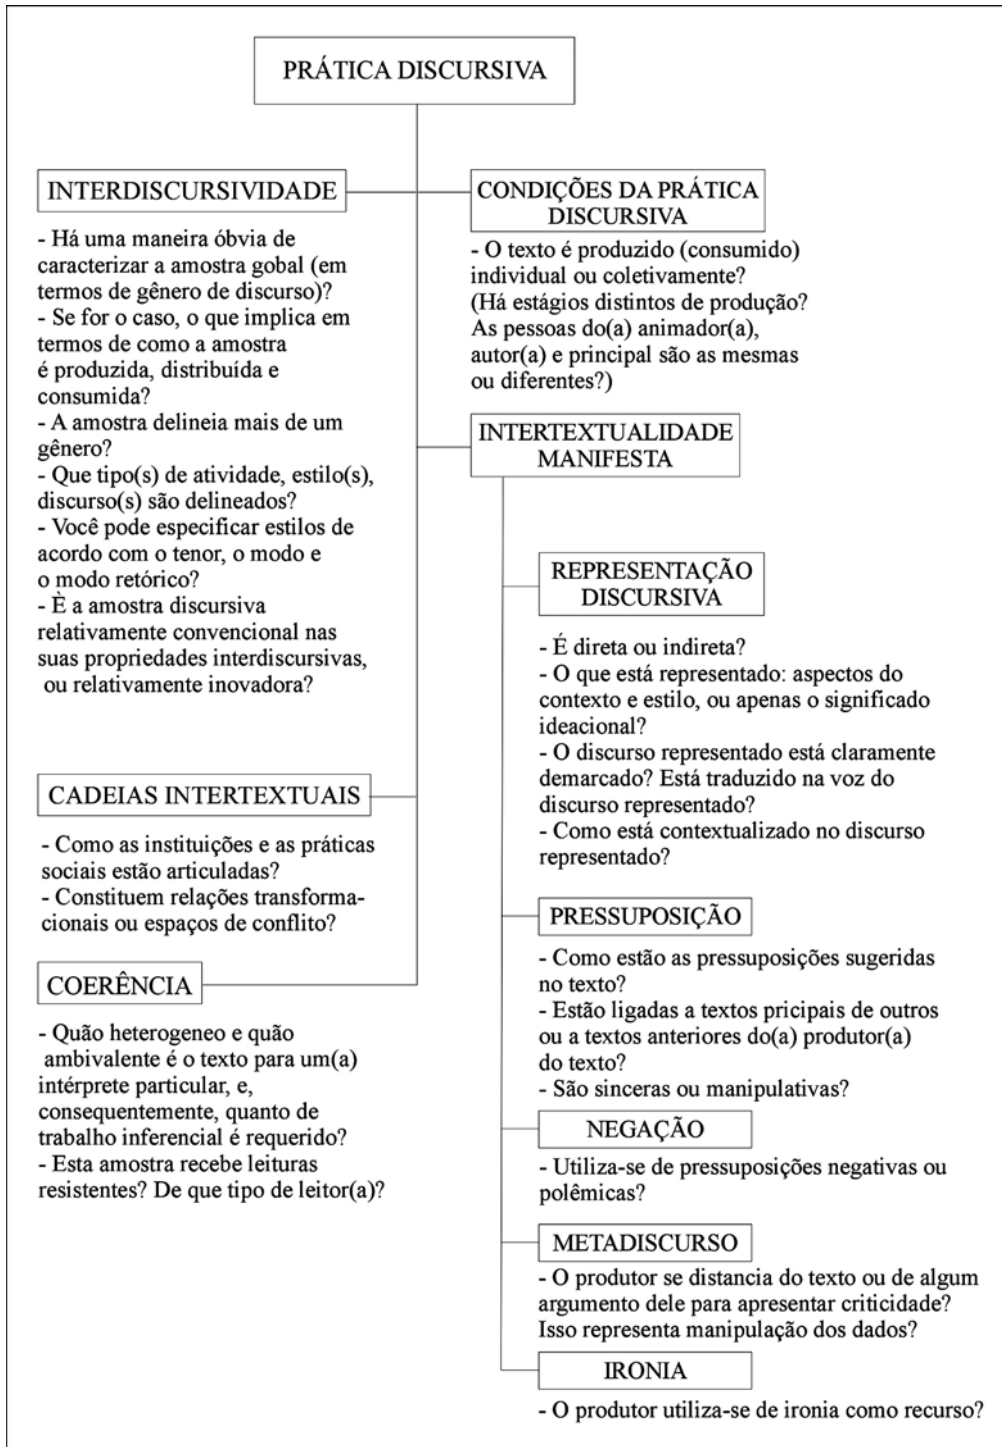 PRÁTICA DISCURSIVA
INTERDISCURSIVIDADE
- Há uma maneira óbvia de
caracterizar a amostra gobal (em
termos de gênero de discurso)?
- Se for o caso, o que implica em
termos de como a amostra
é produzida, distribuída e
consumida?
- A amostra delineia mais de um
gênero?
- Que tipo(s) de atividade, estilo(s),
discurso(s) são delineados?
- Você pode especificar estilos de
acordo com o tenor, o modo e
o modo retórico?
- È a amostra discursiva
relativamente convencional nas
suas propriedades interdiscursivas,
ou relativamente inovadora?
CADEIAS INTERTEXTUAIS
- Como as instituições e as práticas
sociais estão articuladas?
- Constituem relações transforma-
cionais ou espaços de conflito?
COERÊNCIA
- Quão heterogeneo e quão
ambivalente é o texto para um(a)
intérprete particular, e,
consequentemente, quanto de
trabalho inferencial é requerido?
- Esta amostra recebe leituras
resistentes? De que tipo de leitor(a)?
CONDIÇÕES DA PRÁTICA
DISCURSIVA
- O texto é produzido (consumido)
individual ou coletivamente?
(Há estágios distintos de produção?
As pessoas do(a) animador(a),
autor(a) e principal são as mesmas
ou diferentes?)
INTERTEXTUALIDADE
MANIFESTA
REPRESENTAÇÃO
DISCURSIVA
- É direta ou indireta?
- O que está representado: aspectos do
contexto e estilo, ou apenas o significado
ideacional?
- O discurso representado está claramente
demarcado? Está traduzido na voz do
discurso representado?
- Como está contextualizado no discurso
representado?
PRESSUPOSIÇÃO
- Como estão as pressuposições sugeridas
no texto?
- Estão ligadas a textos pricipais de outros
ou a textos anteriores do(a) produtor(a)
do texto?
- São sinceras ou manipulativas?
NEGAÇÃO
- Utiliza-se de pressuposições negativas ou
polêmicas?
METADISCURSO
- O produtor se distancia do texto ou de algum
argumento dele para apresentar criticidade?
Isso representa manipulação dos dados?
IRONIA
- O produtor utiliza-se de ironia como recurso?